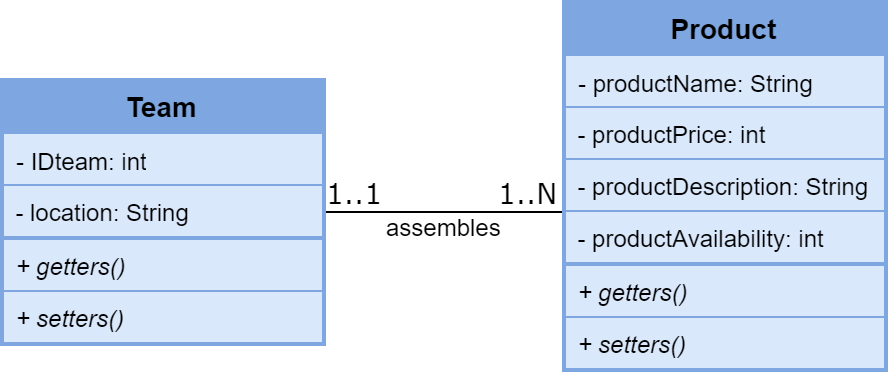 Team
- IDteam: int
- location: String
+ getters()
+ setters()
1..1
1..N
assembles
Product
- productName: String
- productPrice: int
- productDescription: String
- productAvailability: int
+ getters()
+ setters()